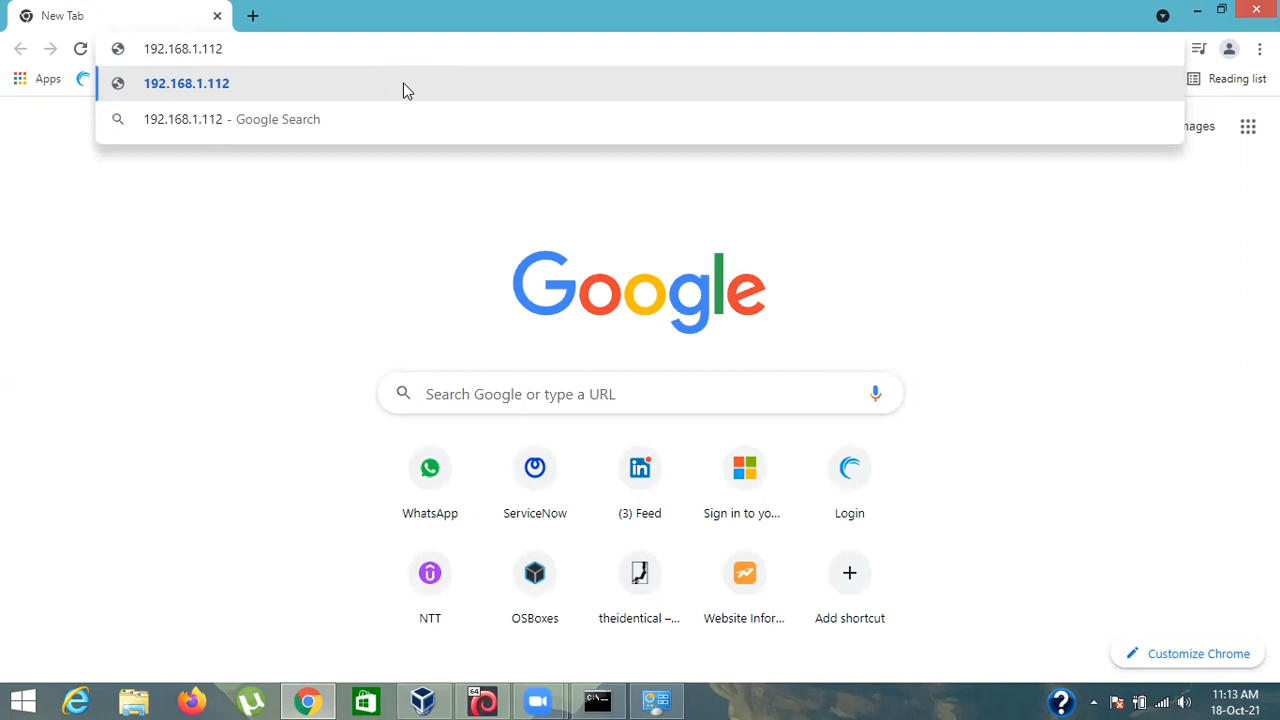 New Tab
192.168.1.112
Apps
Reading list
192.168.1.112
192.168.1.112 - Google Search
mages
Google
Search Google or type a URL
WhatsApp
ServiceNow
(3) Feed
Sign in to yo...
Login
NTT
OSBoxes
theidentical –...
Website Infor...
Add shortcut
Customize Chrome
64
11:13 AM
18-Oct-21